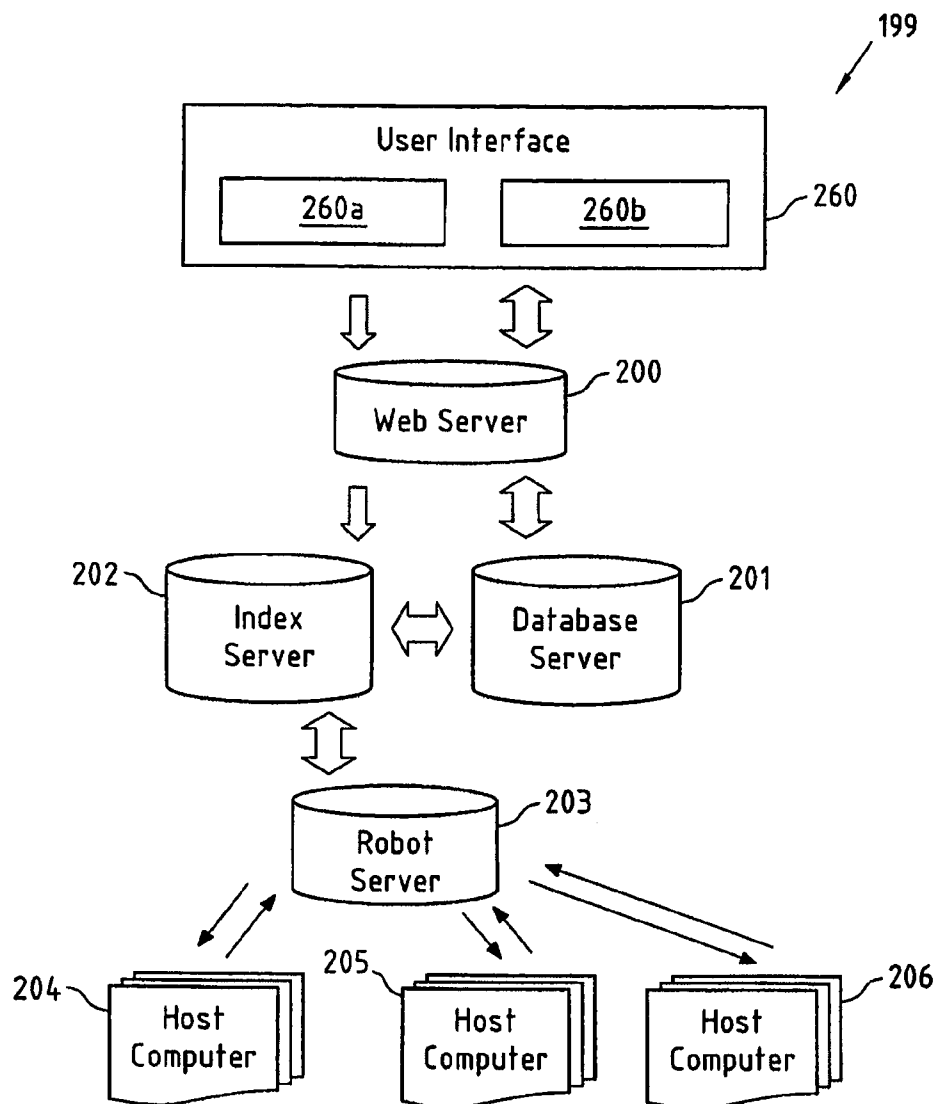 199
User Interface
260a
260b
260
200
Web Server
202
Index
Server
201
Database
Server
203
Robot
Server
204
Host
Computer
205
Host
Computer
206
Host
Computer